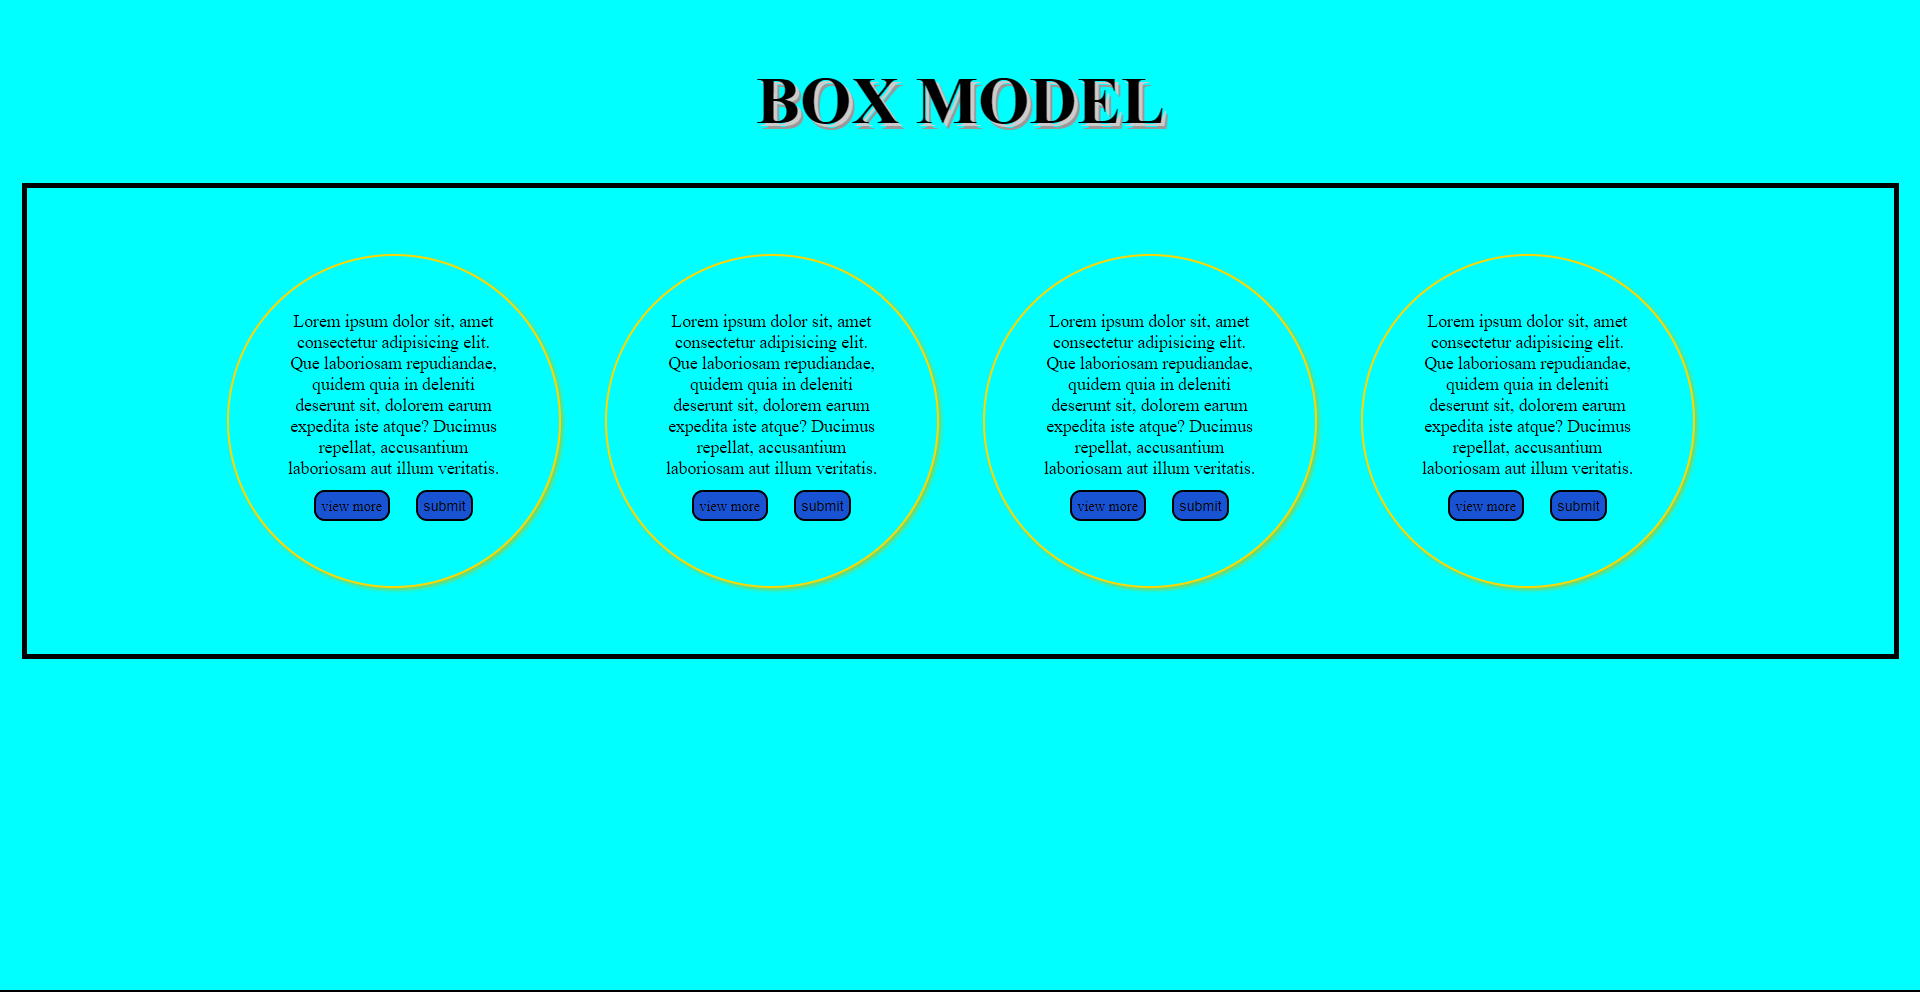 BOX MODEL
Lorem ipsum dolor sit, amet
consectetur adipisicing elit.
Que laboriosam repudiandae,
quidem quia in deleniti
deserunt sit, dolorem earum
expedita iste atque? Ducimus
repellat, accusantium
laboriosam aut illum veritatis.
view more submit
Lorem ipsum dolor sit, amet
consectetur adipisicing elit.
Que laboriosam repudiandae,
quidem quia in deleniti
deserunt sit, dolorem earum
expedita iste atque? Ducimus
repellat, accusantium
laboriosam aut illum veritatis.
view more submit
Lorem ipsum dolor sit, amet
consectetur adipisicing elit.
Que laboriosam repudiandae,
quidem quia in deleniti
deserunt sit, dolorem earum
expedita iste atque? Ducimus
repellat, accusantium
laboriosam aut illum veritatis.
view more submit
Lorem ipsum dolor sit, amet
consectetur adipisicing elit.
Que laboriosam repudiandae,
quidem quia in deleniti
deserunt sit, dolorem earum
expedita iste atque? Ducimus
repellat, accusantium
laboriosam aut illum veritatis.
view more submit